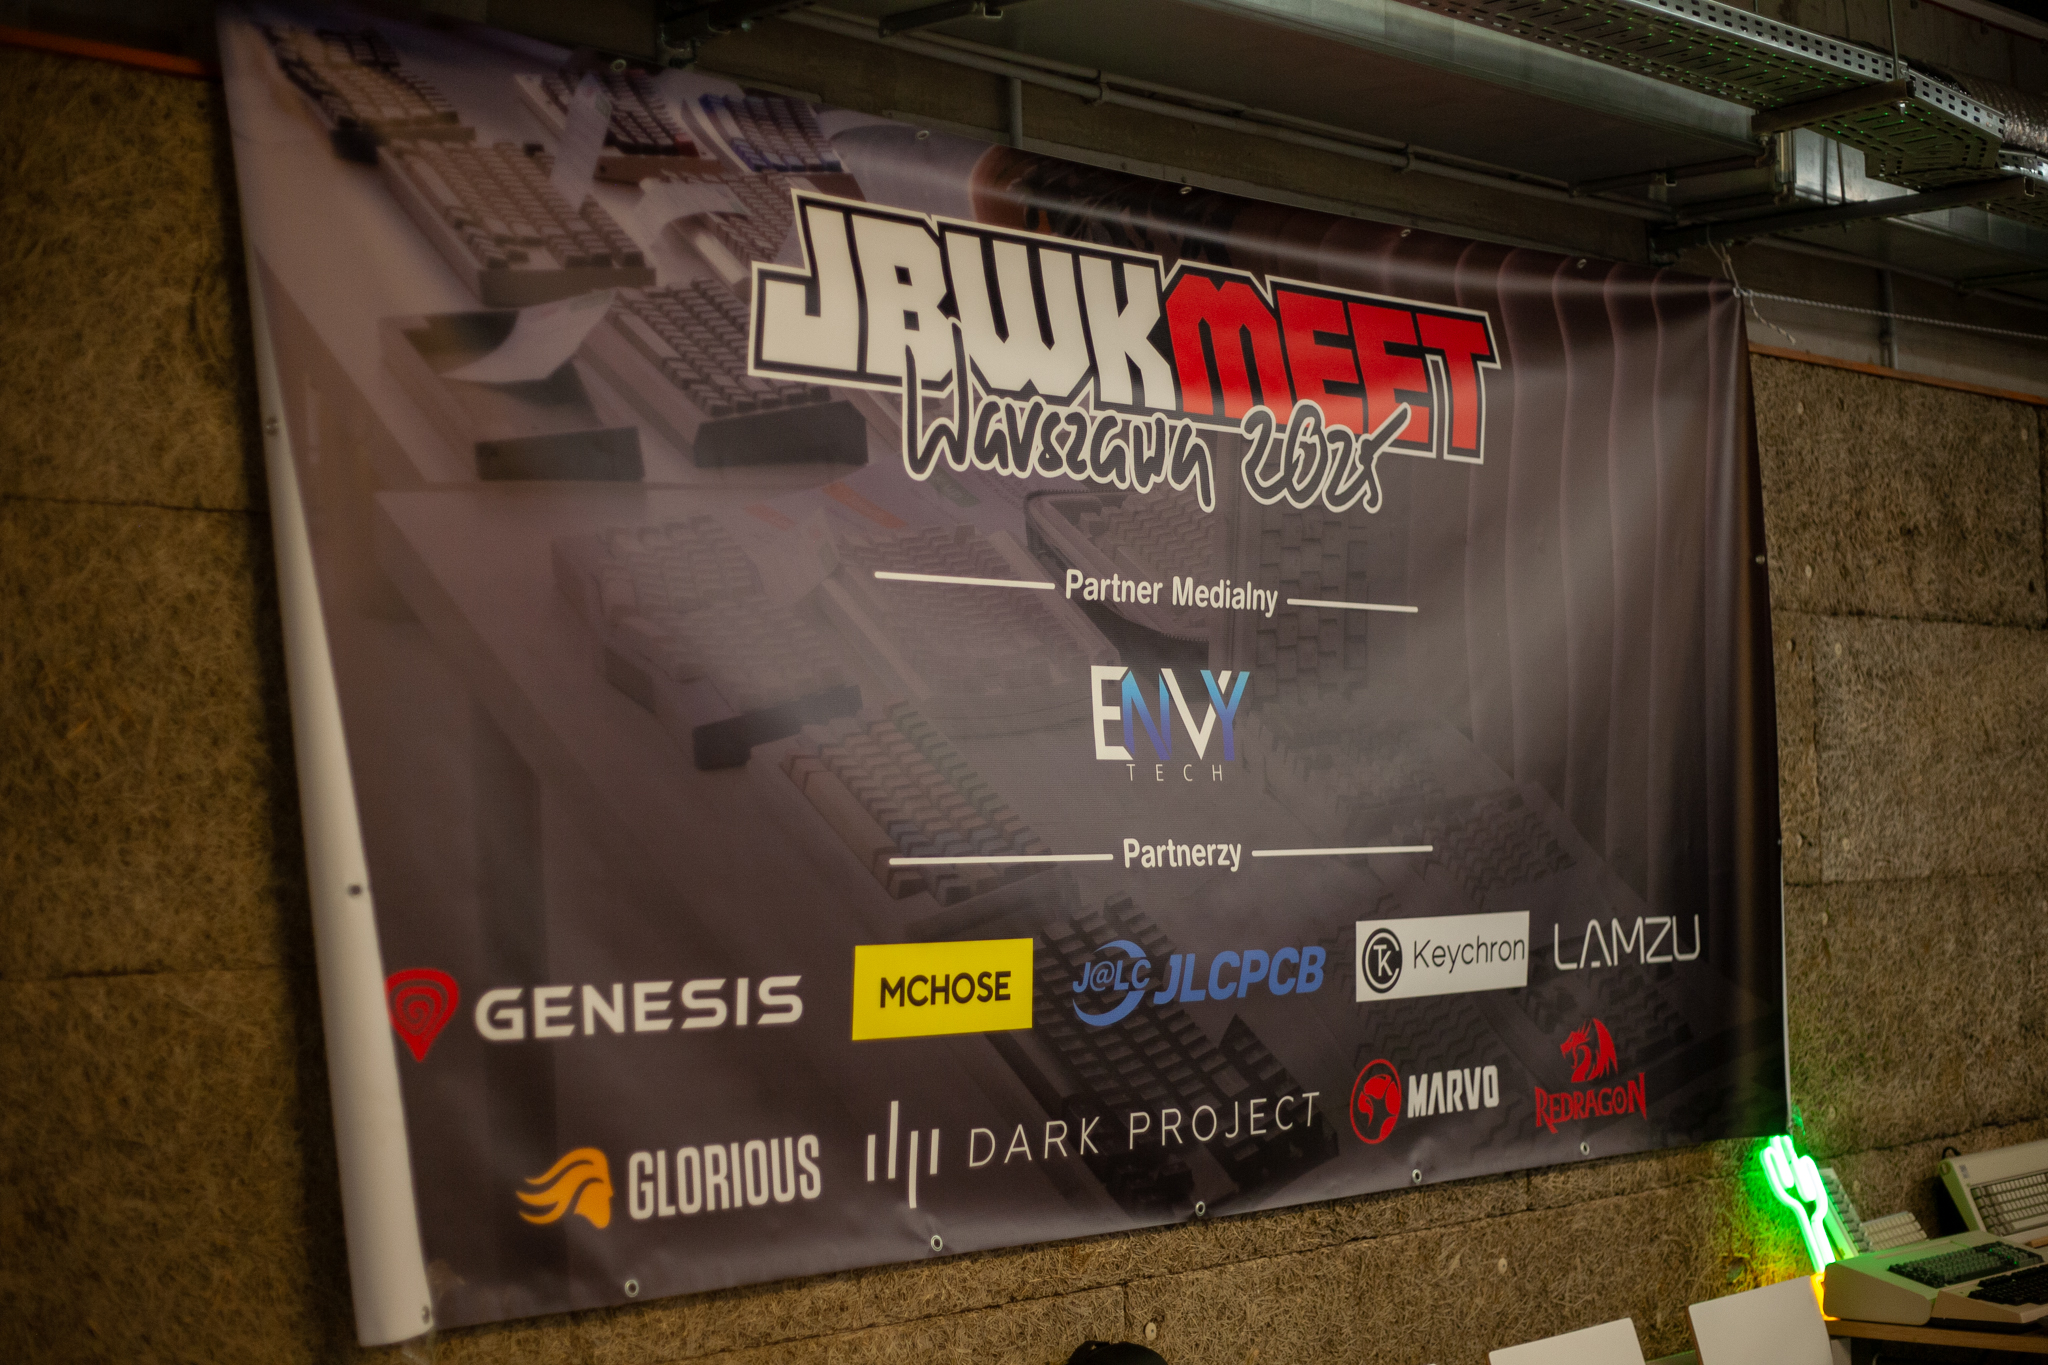 JBWKMEET
Warszawa 2025
Partner Medialny
ENVY
TECH
Partnerzy
GENESIS
MCHOSE
J@LC JLCPCB
CTK Keychron
LAMZU
GLORIOUS
DARK PROJECT
MARVO
REDRAGON